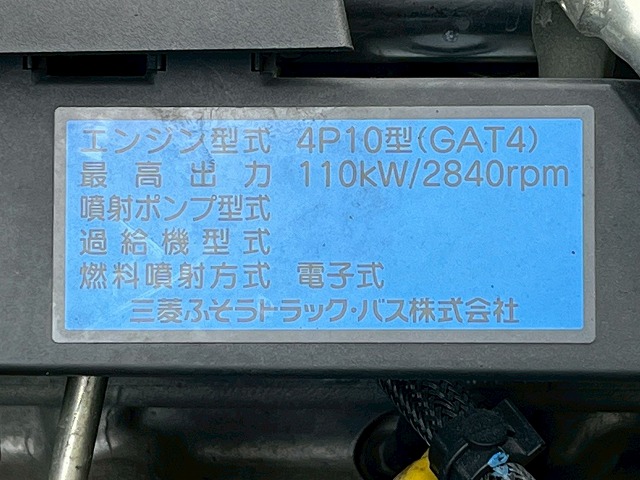 エンジン型式 4P10型(GAT4)
最高出力 110kW/2840rpm
噴射ポンプ型式
過給機型式
燃料噴射方式 電子式
三菱ふそうトラック・バス株式会社